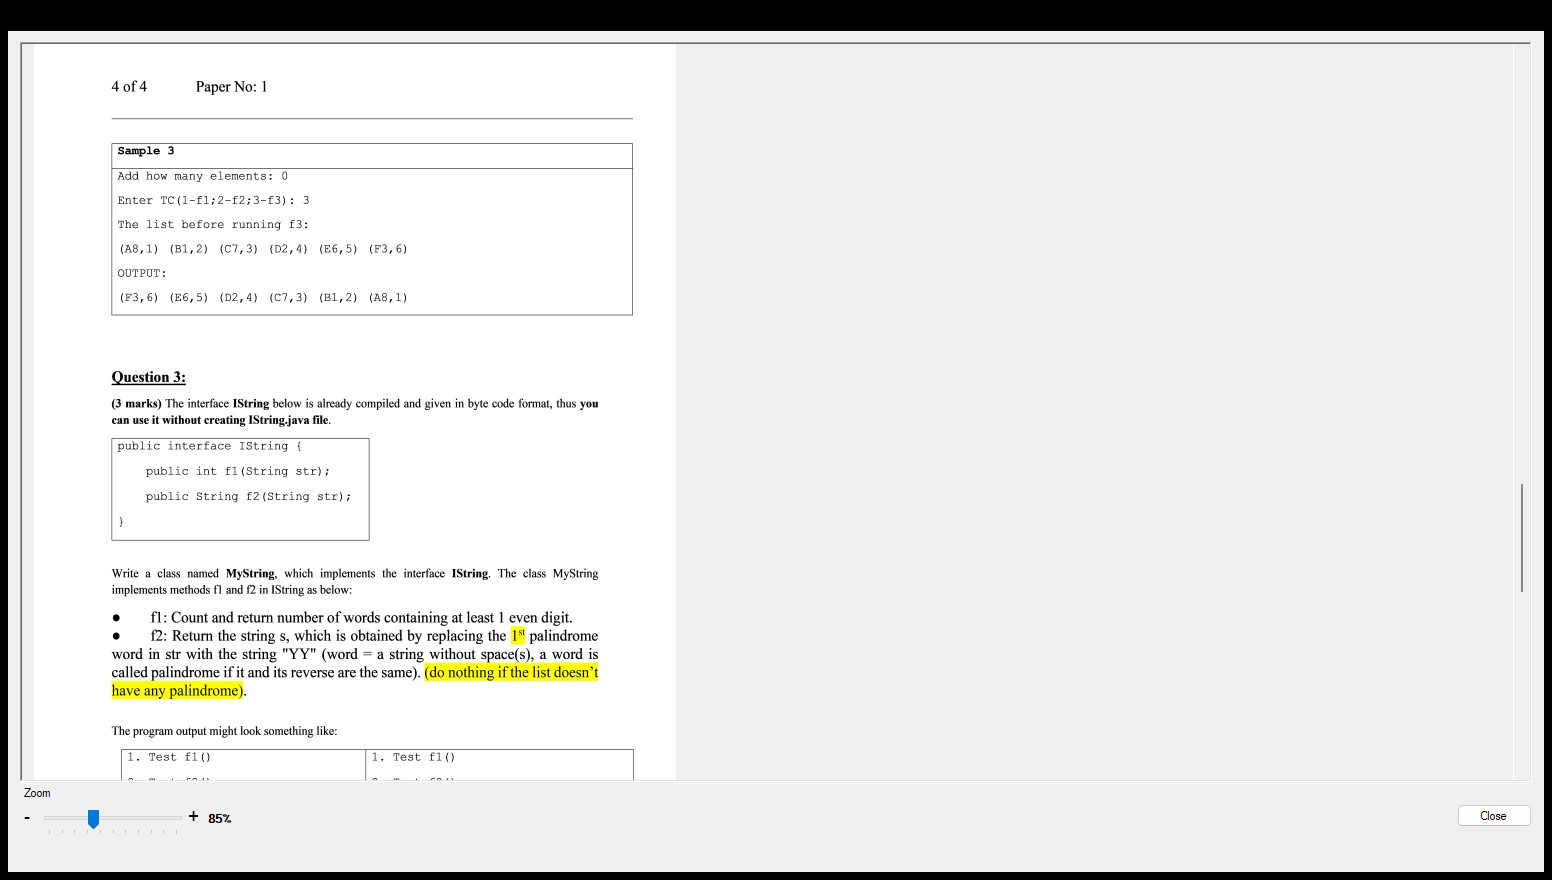 4 of 4 Paper No: 1
Sample 3
Add how many elements: 0
Enter TC(1-f1;2-f2;3-f3): 3
The list before running f3:
(A8,1) (B1,2) (C7,3) (D2,4) (E6,5) (F3,6)
OUTPUT:
(F3,6) (E6,5) (D2,4) (C7,3) (B1,2) (A8,1)
Question 3:
(3 marks) The interface IString below is already compiled and given in byte code format, thus you
can use it without creating IString.java file.
public interface IString {
public int f1(String str);
public String f2(String str);
}
Write a class named MyString, which implements the interface IString. The class MyString
implements methods f1 and f2 in IString as below:
● f1: Count and return number of words containing at least 1 even digit.
● f2: Return the string s, which is obtained by replacing the 1st palindrome
word in str with the string "YY" (word = a string without space(s), a word is
called palindrome if it and its reverse are the same). (do nothing if the list doesn’t
have any palindrome).
The program output might look something like:
1. Test f1() 1. Test f1()
Zoom
- + 85%
Close